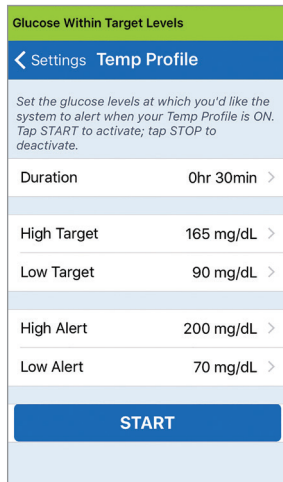 Glucose Within Target Levels
Settings Temp Profile
Set the glucose levels at which you'd like the
system to alert when your Temp Profile is ON.
Tap START to activate; tap STOP to
deactivate.
Duration 0hr 30min
High Target 165 mg/dL
Low Target 90 mg/dL
High Alert 200 mg/dL
Low Alert 70 mg/dL
START